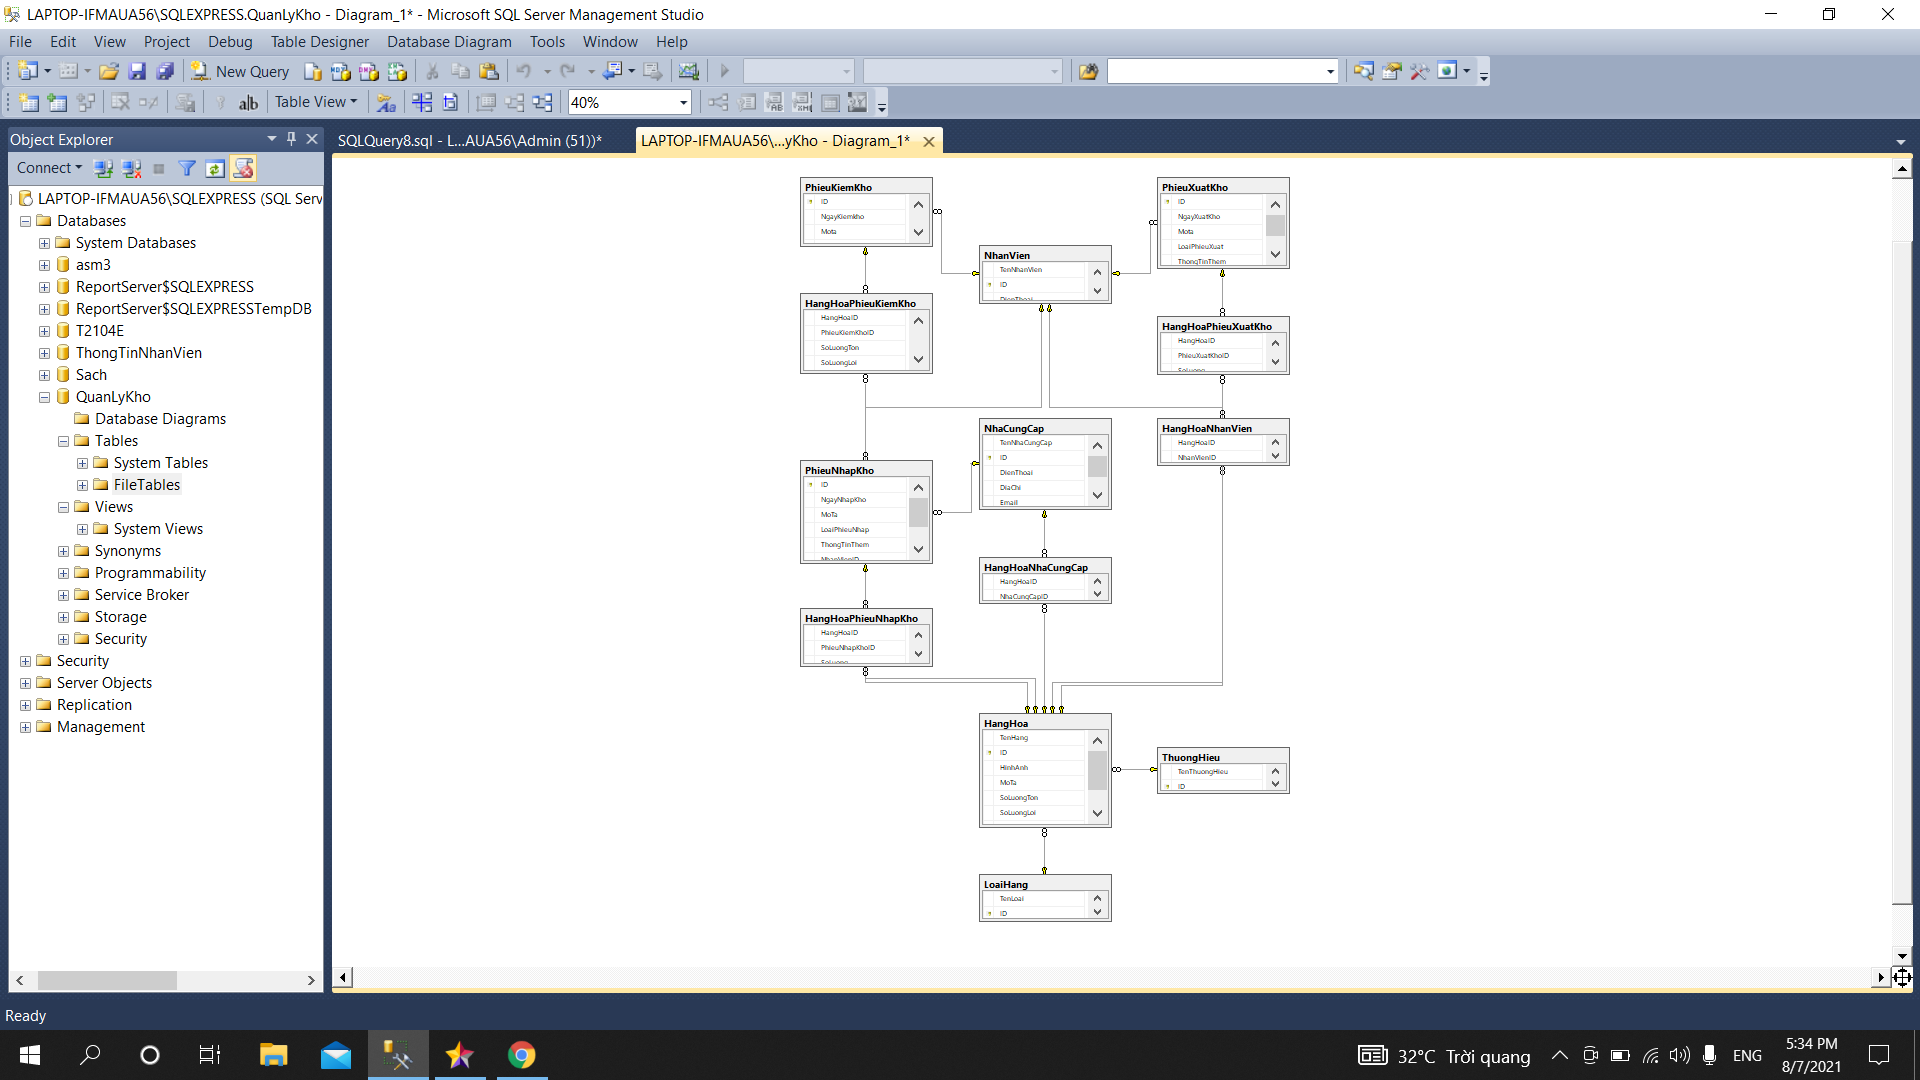 LAPTOP-IFMAUA56\SQLEXPRESS.QuanLyKho - Diagram_1* - Microsoft SQL Server Management Studio
File Edit View Project Debug Table Designer Database Diagram Tools Window Help
New Query
Table View 40%
Object Explorer
Connect
LAPTOP-IFMAUA56\SQLEXPRESS (SQL Serv
Databases
System Databases
asm3
ReportServer$SQLEXPRESS
ReportServer$SQLEXPRESSTempDB
T2104E
ThongTinNhanVien
Sach
QuanLyKho
Database Diagrams
Tables
System Tables
FileTables
Views
System Views
Synonyms
Programmability
Service Broker
Storage
Security
Security
Server Objects
Replication
Management
SQLQuery8.sql - L...AUA56\Admin (51))*
LAPTOP-IFMAUA56\...yKho - Diagram_1*
PhieuKiemKho
ID
NgayKiemkho
Mota
PhieuXuatKho
ID
NgayXuatKho
Mota
LoaiPhieuXuat
ThongTinThem
NhanVien
TenNhanVien
ID
DienThoai
HangHoaPhieuKiemKho
HangHoaID
PhieuKiemKhoID
SoLuongTon
SoLuongLoi
HangHoaPhieuXuatKho
HangHoaID
PhieuXuatKhoID
SoLuong
NhaCungCap
TenNhaCungCap
ID
DienThoai
DiaChi
Email
HangHoaNhanVien
HangHoaID
NhanVienID
PhieuNhapKho
ID
NgayNhapKho
MoTa
LoaiPhieuNhap
ThongTinThem
NhanVienID
HangHoaNhaCungCap
HangHoaID
NhaCungCapID
HangHoaPhieuNhapKho
HangHoaID
PhieuNhapKhoID
SoLuong
HangHoa
TenHang
ID
HinhAnh
MoTa
SoLuongTon
SoLuongLoi
ThuongHieu
TenThuongHieu
ID
LoaiHang
TenLoai
ID
Ready
32°C Trời quang
ENG
5:34 PM
8/7/2021